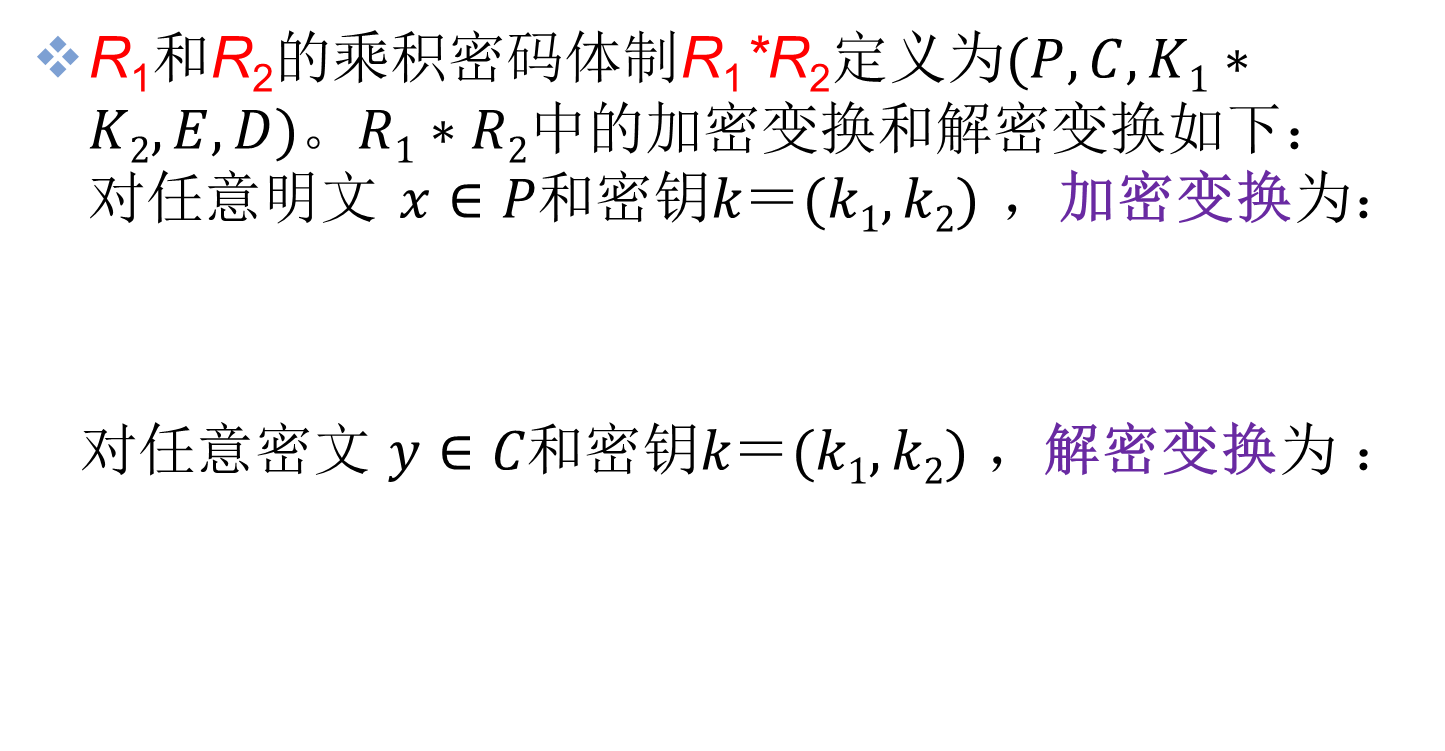 R₁和R₂的乘积密码体制R₁*R₂定义为(P, C, K₁ ∗
K₂, E, D)。R₁ ∗ R₂中的加密变换和解密变换如下：
对任意明文 x ∈ P和密钥k＝(k₁, k₂) ，加密变换为：
对任意密文 y ∈ C和密钥k＝(k₁, k₂) ，解密变换为：